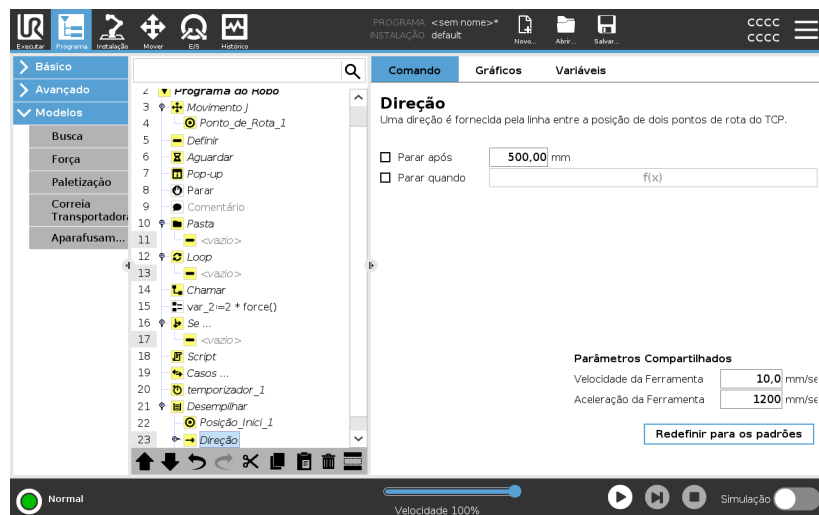 Executar
Programa
Instalação
Mover
E/S
Histórico
PROGRAMA <sem nome>*
INSTALAÇÃO default
Novo...
Abrir...
Salvar...
cccc
cccc
Básico
Avançado
Modelos
Busca
Força
Paletização
Correia
Transportadora
Aparafusam...
2 Programa do Robô
3 Movimento J
4 Ponto_de_Rota_1
5 Definir
6 Aguardar
7 Pop-up
8 Parar
9 Comentário
10 Pasta
11 <vazio>
12 Loop
13 <vazio>
14 Chamar
15 var_2≔2 * force()
16 Se ...
17 <vazio>
18 Script
19 Casos ...
20 temporizador_1
21 Desempilhar
22 Posição_Inici_1
23 Direção
Comando Gráficos Variáveis
Direção
Uma direção é fornecida pela linha entre a posição de dois pontos de rota do TCP.
Parar após 500,00 mm
Parar quando f(x)
Parâmetros Compartilhados
Velocidade da Ferramenta 10,0 mm/se
Aceleração da Ferramenta 1200 mm/se
Redefinir para os padrões
Normal
Velocidade 100%
Simulação